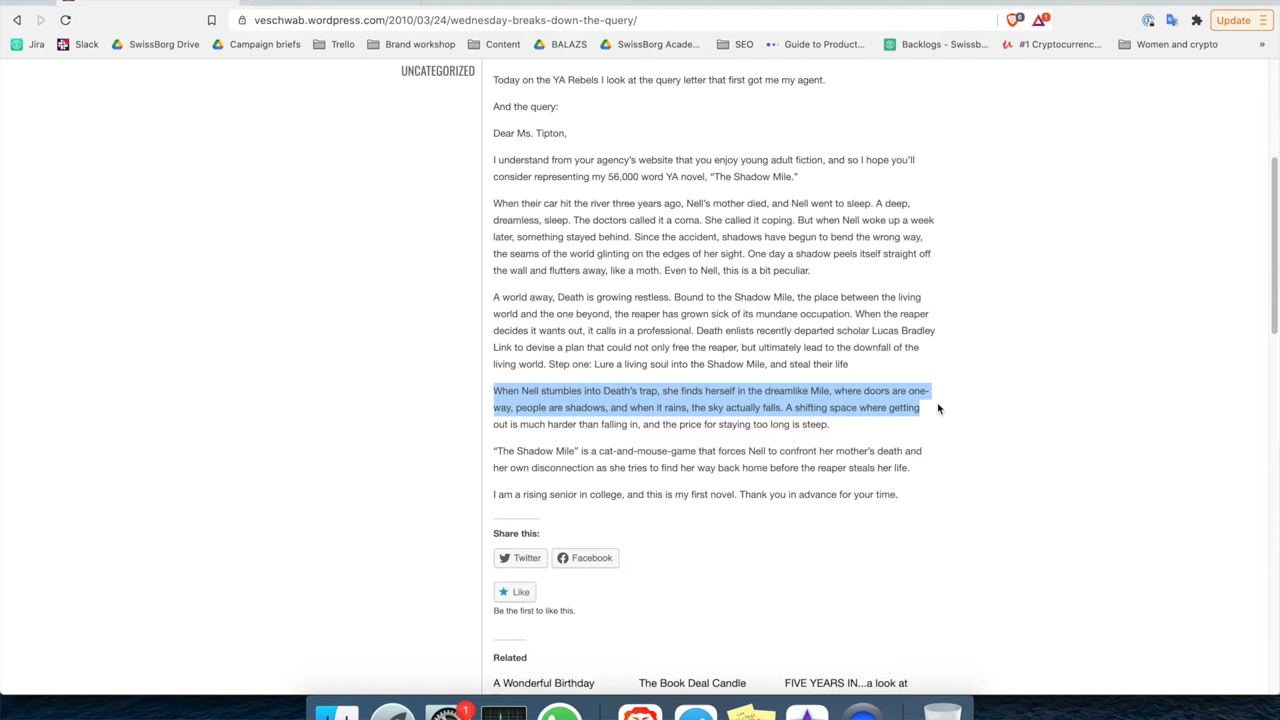 veschwab.wordpress.com/2010/03/24/wednesday-breaks-down-the-query/
6
1
Update
Jira
Slack
SwissBorg Drive
Campaign briefs
Trello
Brand workshop
Content
BALAZS
SwissBorg Acade...
SEO
Guide to Product...
Backlogs - Swissb...
#1 Cryptocurrenc...
Women and crypto
»
UNCATEGORIZED
Today on the YA Rebels I look at the query letter that first got me my agent.
And the query:
Dear Ms. Tipton,
I understand from your agency’s website that you enjoy young adult fiction, and so I hope you’ll
consider representing my 56,000 word YA novel, “The Shadow Mile.”
When their car hit the river three years ago, Nell’s mother died, and Nell went to sleep. A deep,
dreamless, sleep. The doctors called it a coma. She called it coping. But when Nell woke up a week
later, something stayed behind. Since the accident, shadows have begun to bend the wrong way,
the seams of the world glinting on the edges of her sight. One day a shadow peels itself straight off
the wall and flutters away, like a moth. Even to Nell, this is a bit peculiar.
A world away, Death is growing restless. Bound to the Shadow Mile, the place between the living
world and the one beyond, the reaper has grown sick of its mundane occupation. When the reaper
decides it wants out, it calls in a professional. Death enlists recently departed scholar Lucas Bradley
Link to devise a plan that could not only free the reaper, but ultimately lead to the downfall of the
living world. Step one: Lure a living soul into the Shadow Mile, and steal their life
When Nell stumbles into Death’s trap, she finds herself in the dreamlike Mile, where doors are one-
way, people are shadows, and when it rains, the sky actually falls. A shifting space where getting
out is much harder than falling in, and the price for staying too long is steep.
“The Shadow Mile” is a cat-and-mouse-game that forces Nell to confront her mother’s death and
her own disconnection as she tries to find her way back home before the reaper steals her life.
I am a rising senior in college, and this is my first novel. Thank you in advance for your time.
Share this:
Twitter
Facebook
Like
Be the first to like this.
Related
A Wonderful Birthday
The Book Deal Candle
FIVE YEARS IN...a look at
1